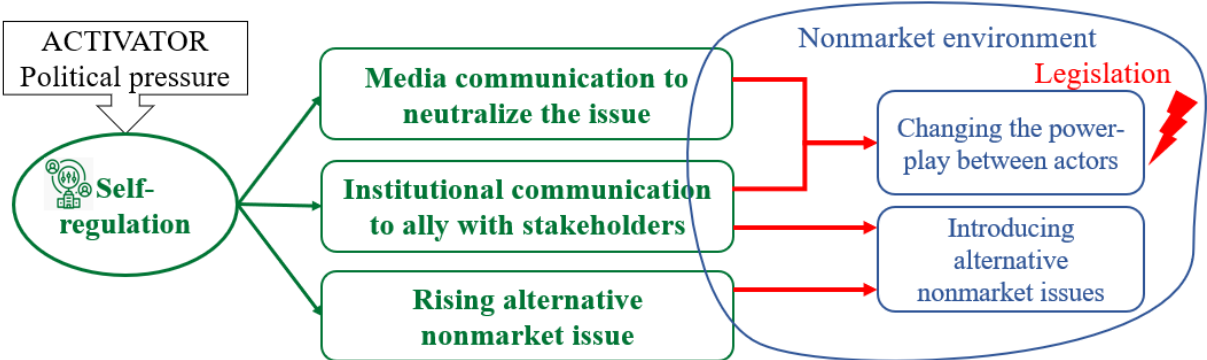 ACTIVATOR
Political pressure
Self-
regulation
Media communication to
neutralize the issue
Institutional communication
to ally with stakeholders
Rising alternative
nonmarket issue
Nonmarket environment
Legislation
Changing the power-
play between actors
Introducing
alternative
nonmarket issues